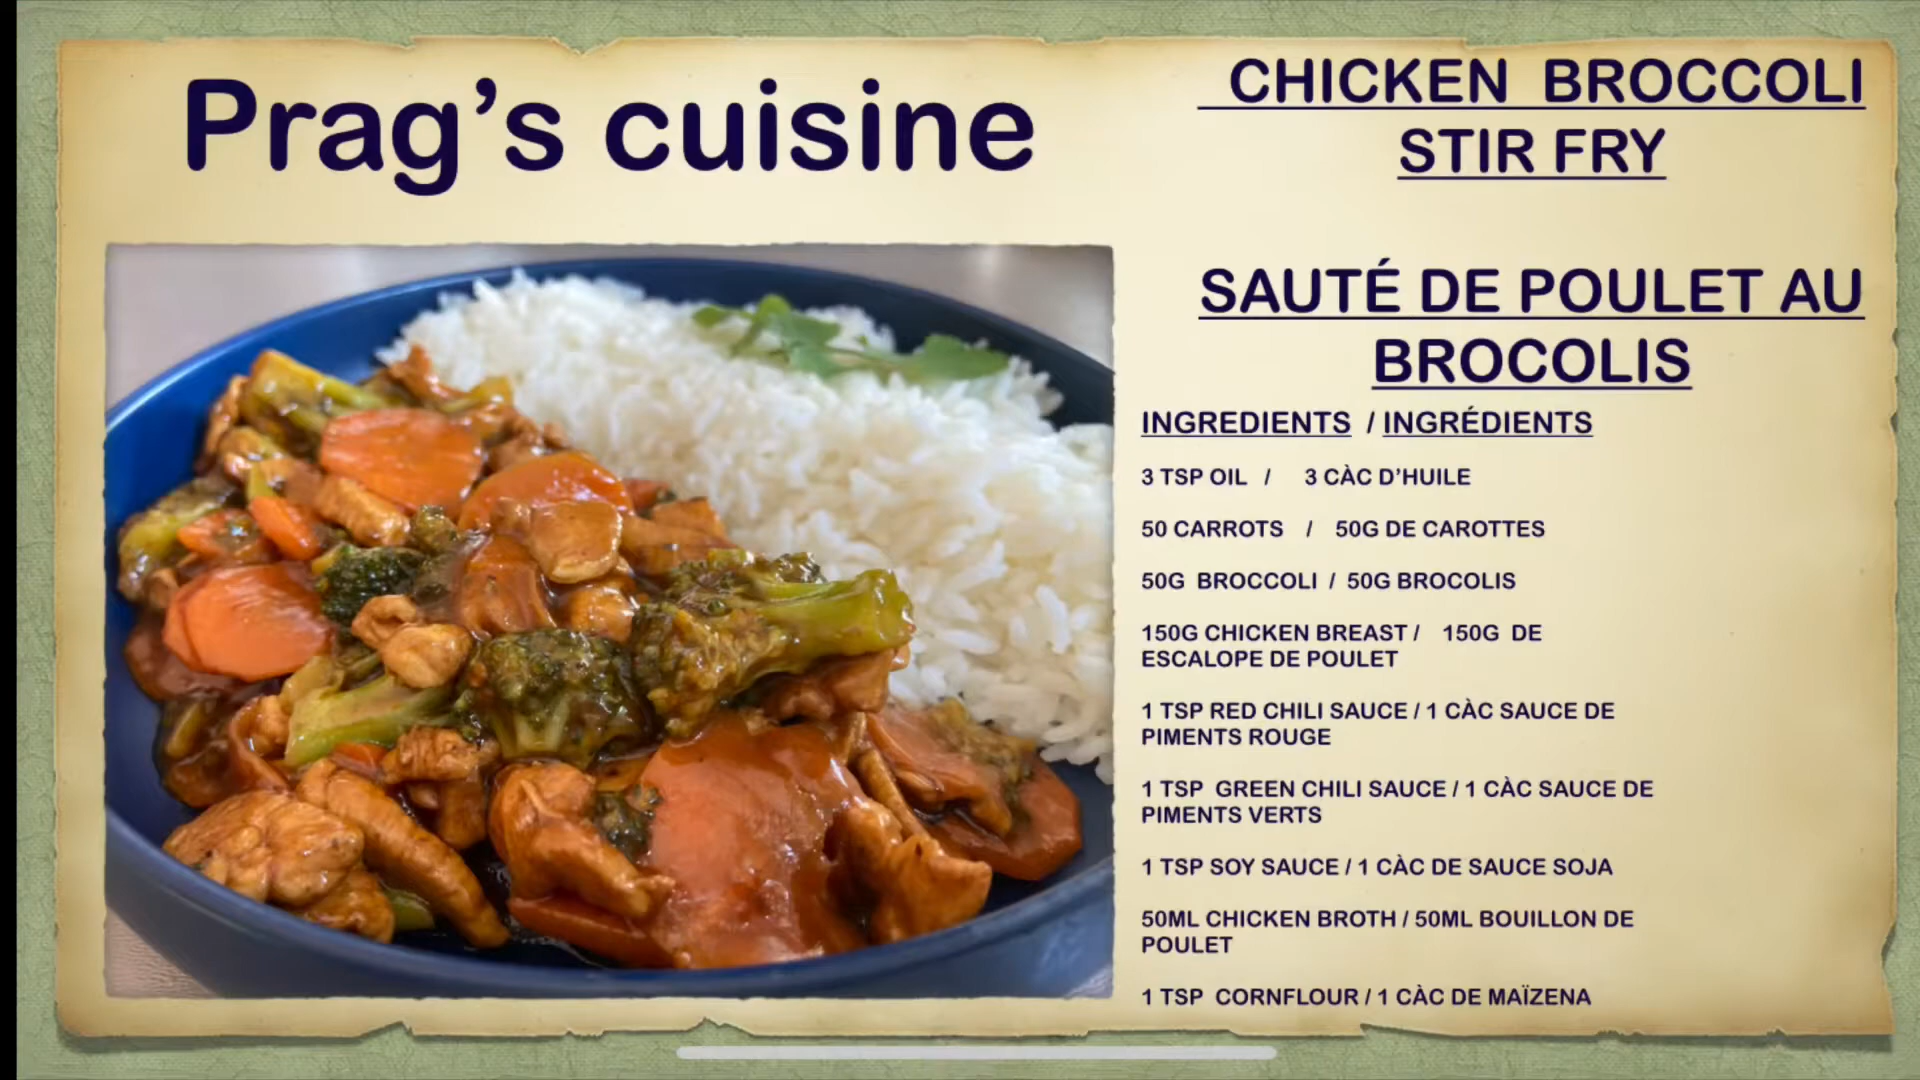 Prag’s cuisine
CHICKEN BROCCOLI
STIR FRY
SAUTÉ DE POULET AU
BROCOLIS
INGREDIENTS / INGRÉDIENTS
3 TSP OIL / 3 CÀC D’HUILE
50 CARROTS / 50G DE CAROTTES
50G BROCCOLI / 50G BROCOLIS
150G CHICKEN BREAST / 150G DE
ESCALOPE DE POULET
1 TSP RED CHILI SAUCE / 1 CÀC SAUCE DE
PIMENTS ROUGE
1 TSP GREEN CHILI SAUCE / 1 CÀC SAUCE DE
PIMENTS VERTS
1 TSP SOY SAUCE / 1 CÀC DE SAUCE SOJA
50ML CHICKEN BROTH / 50ML BOUILLON DE
POULET
1 TSP CORNFLOUR / 1 CÀC DE MAÏZENA